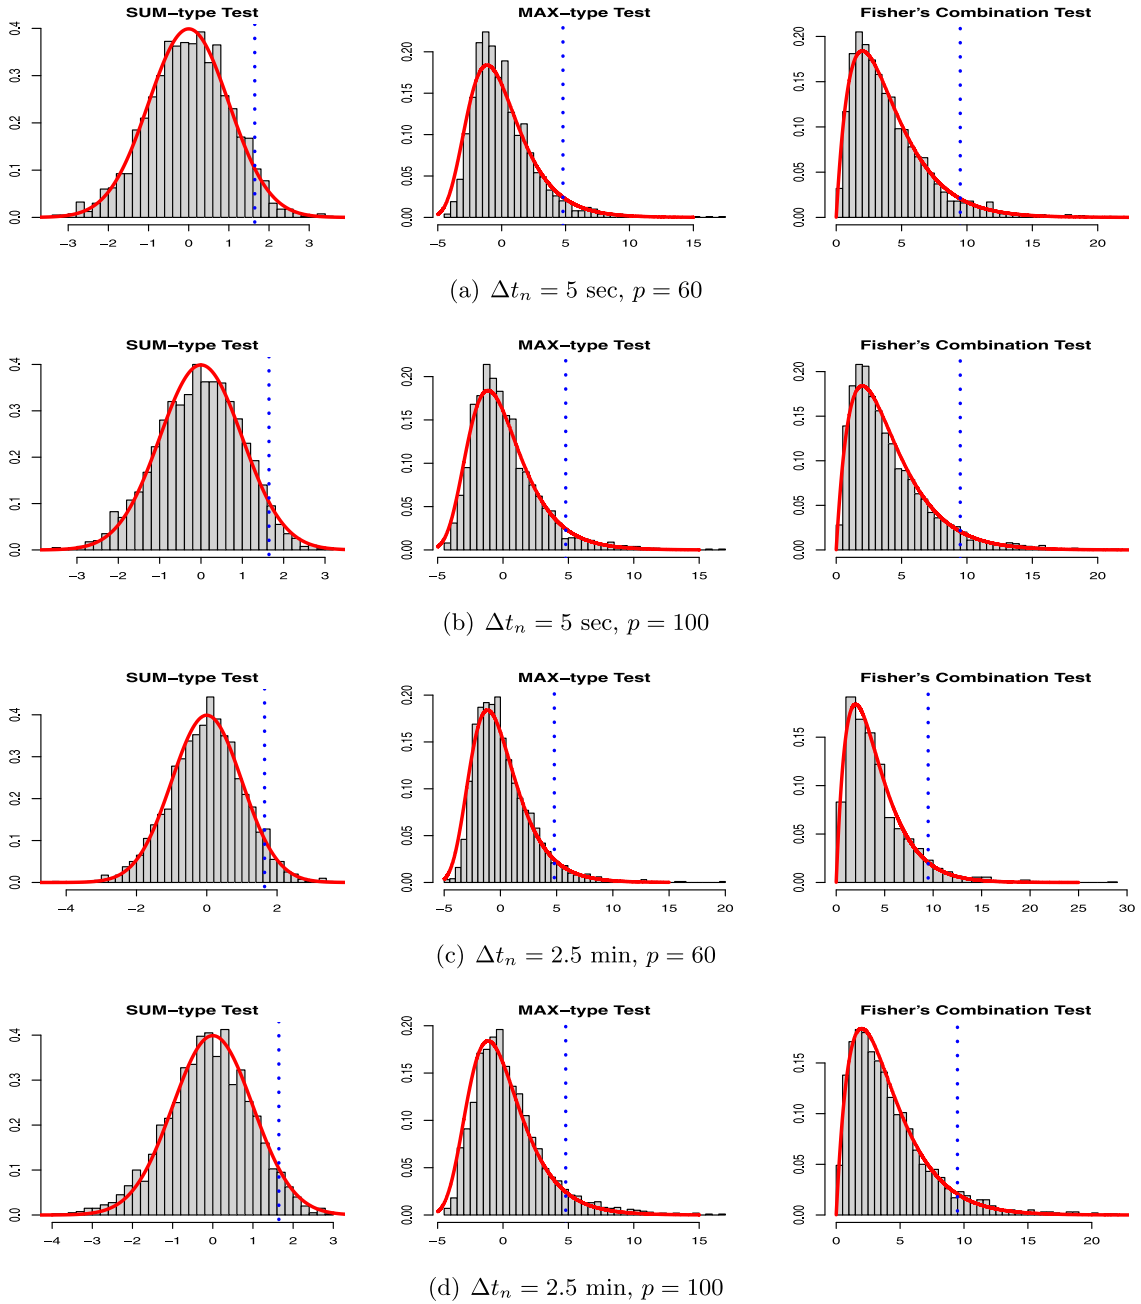 SUM−type Test MAX−type Test Fisher's Combination Test
0.4 0.3 0.2 0.1 0.0 0.20 0.15 0.10 0.05 0.00 0.20 0.15 0.10 0.05 0.00
−3 −2 −1 0 1 2 3 −5 0 5 10 15 0 5 10 15 20
(a) Δtₙ = 5 sec, p = 60
SUM−type Test MAX−type Test Fisher's Combination Test
0.4 0.3 0.2 0.1 0.0 0.20 0.15 0.10 0.05 0.00 0.20 0.15 0.10 0.05 0.00
−3 −2 −1 0 1 2 3 −5 0 5 10 15 0 5 10 15 20
(b) Δtₙ = 5 sec, p = 100
SUM−type Test MAX−type Test Fisher's Combination Test
0.4 0.3 0.2 0.1 0.0 0.20 0.15 0.10 0.05 0.00 0.15 0.10 0.05 0.00
−4 −2 0 2 −5 0 5 10 15 20 0 5 10 15 20 25 30
(c) Δtₙ = 2.5 min, p = 60
SUM−type Test MAX−type Test Fisher's Combination Test
0.4 0.3 0.2 0.1 0.0 0.20 0.15 0.10 0.05 0.00 0.15 0.10 0.05 0.00
−4 −3 −2 −1 0 1 2 3 −5 0 5 10 15 0 5 10 15 20
(d) Δtₙ = 2.5 min, p = 100